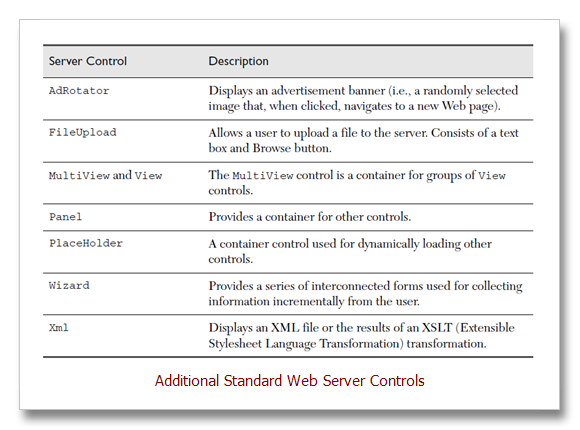 Server Control Description
AdRotator Displays an advertisement banner (i.e., a randomly selected
image that, when clicked, navigates to a new Web page).
FileUpload Allows a user to upload a file to the server. Consists of a text
box and Browse button.
MultiView and View The MultiView control is a container for groups of View
controls.
Panel Provides a container for other controls.
PlaceHolder A container control used for dynamically loading other
controls.
Wizard Provides a series of interconnected forms used for collecting
information incrementally from the user.
Xml Displays an XML file or the results of an XSLT (Extensible
Stylesheet Language Transformation) transformation.
Additional Standard Web Server Controls